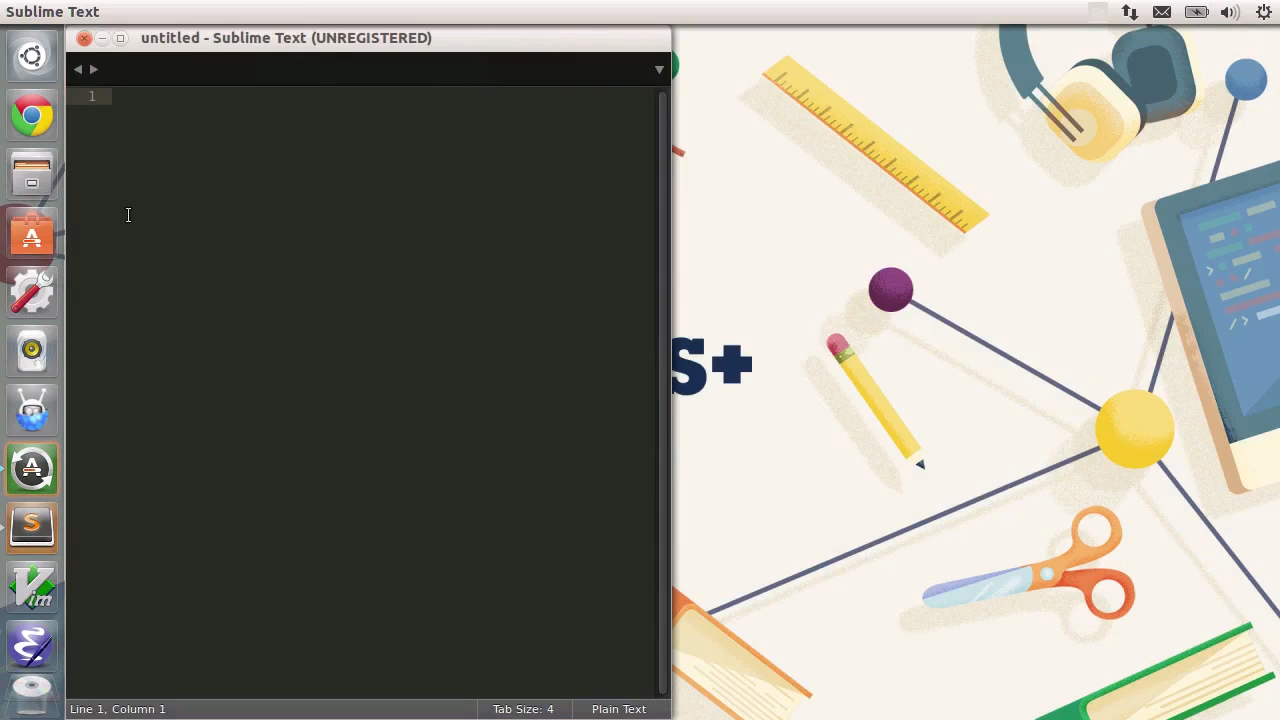 Sublime Text
untitled - Sublime Text (UNREGISTERED)
1
s+
Line 1, Column 1
Tab Size: 4
Plain Text